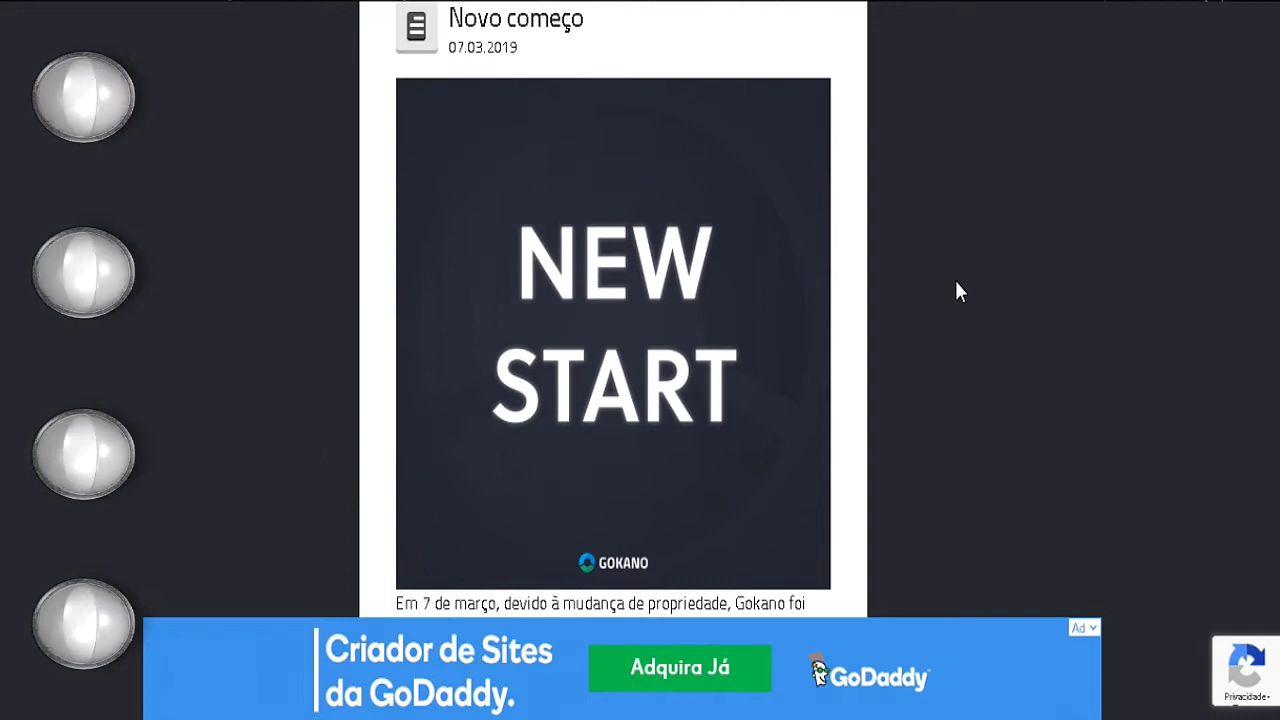 Novo começo
07.03.2019
NEW
START
GOKANO
Em 7 de março, devido à mudança de propriedade, Gokano foi
Ad
Criador de Sites
da GoDaddy.
Adquira Já
GoDaddy
Privacidade -